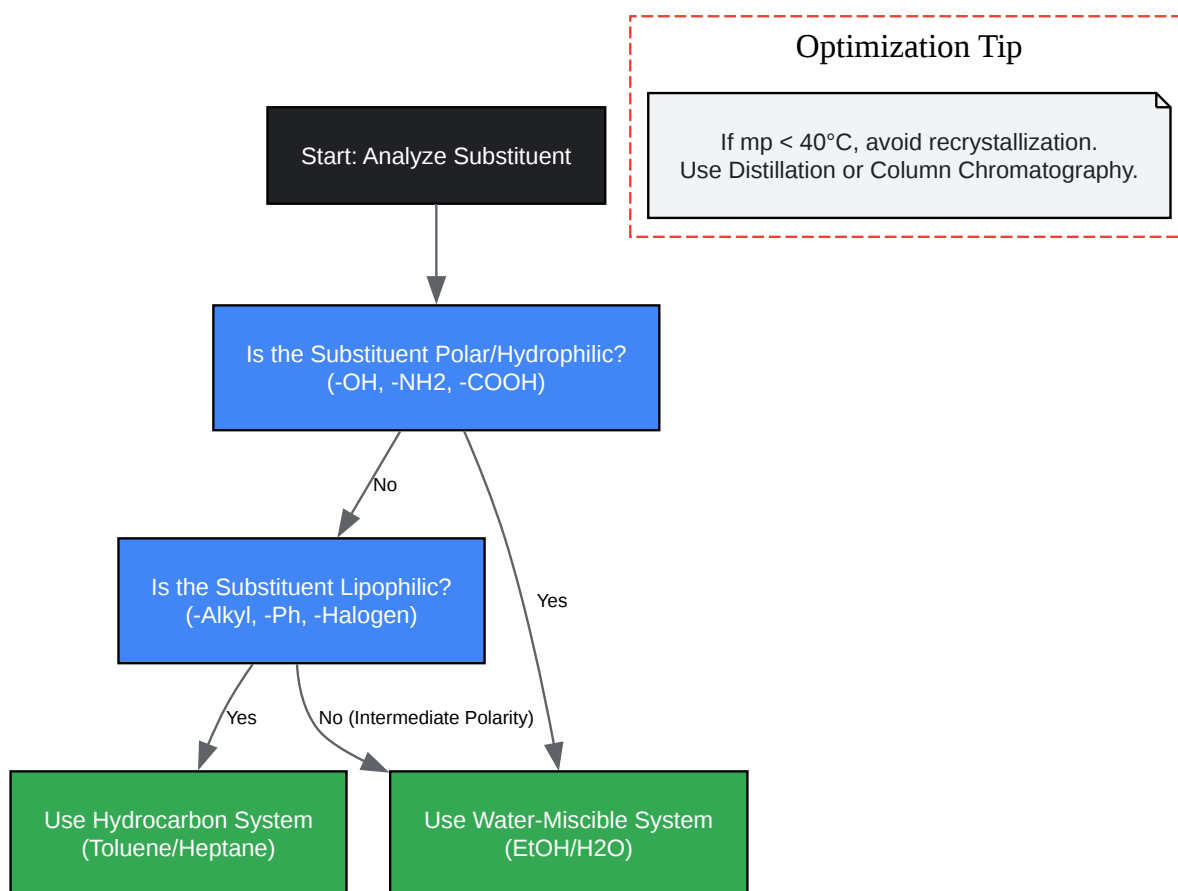 Optimization Tip
If mp < 40°C, avoid recrystallization.
Use Distillation or Column Chromatography.
Start: Analyze Substituent
Is the Substituent Polar/Hydrophilic?
(-OH, -NH2, -COOH)
No
Yes
Is the Substituent Lipophilic?
(-Alkyl, -Ph, -Halogen)
Yes
No (Intermediate Polarity)
Use Hydrocarbon System
(Toluene/Heptane)
Use Water-Miscible System
(EtOH/H2O)